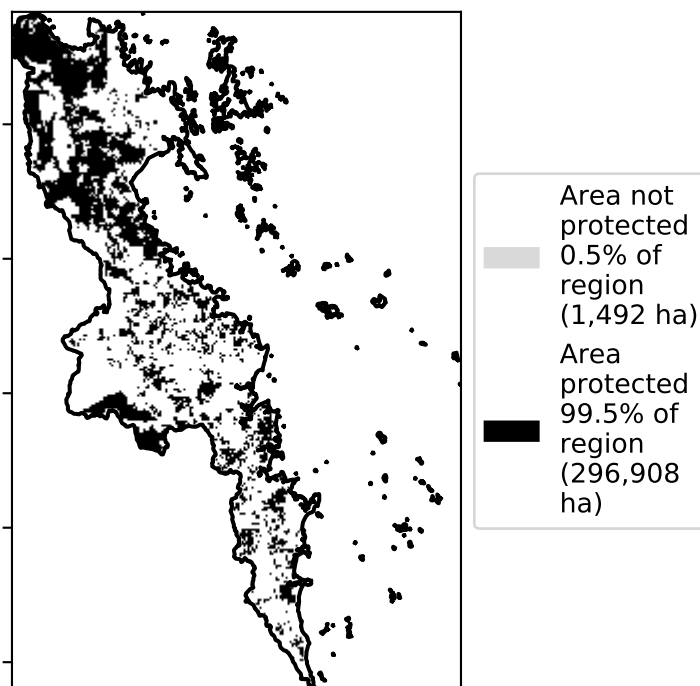 Area not
protected
0.5% of
region
(1,492 ha)
Area
protected
99.5% of
region
(296,908
ha)